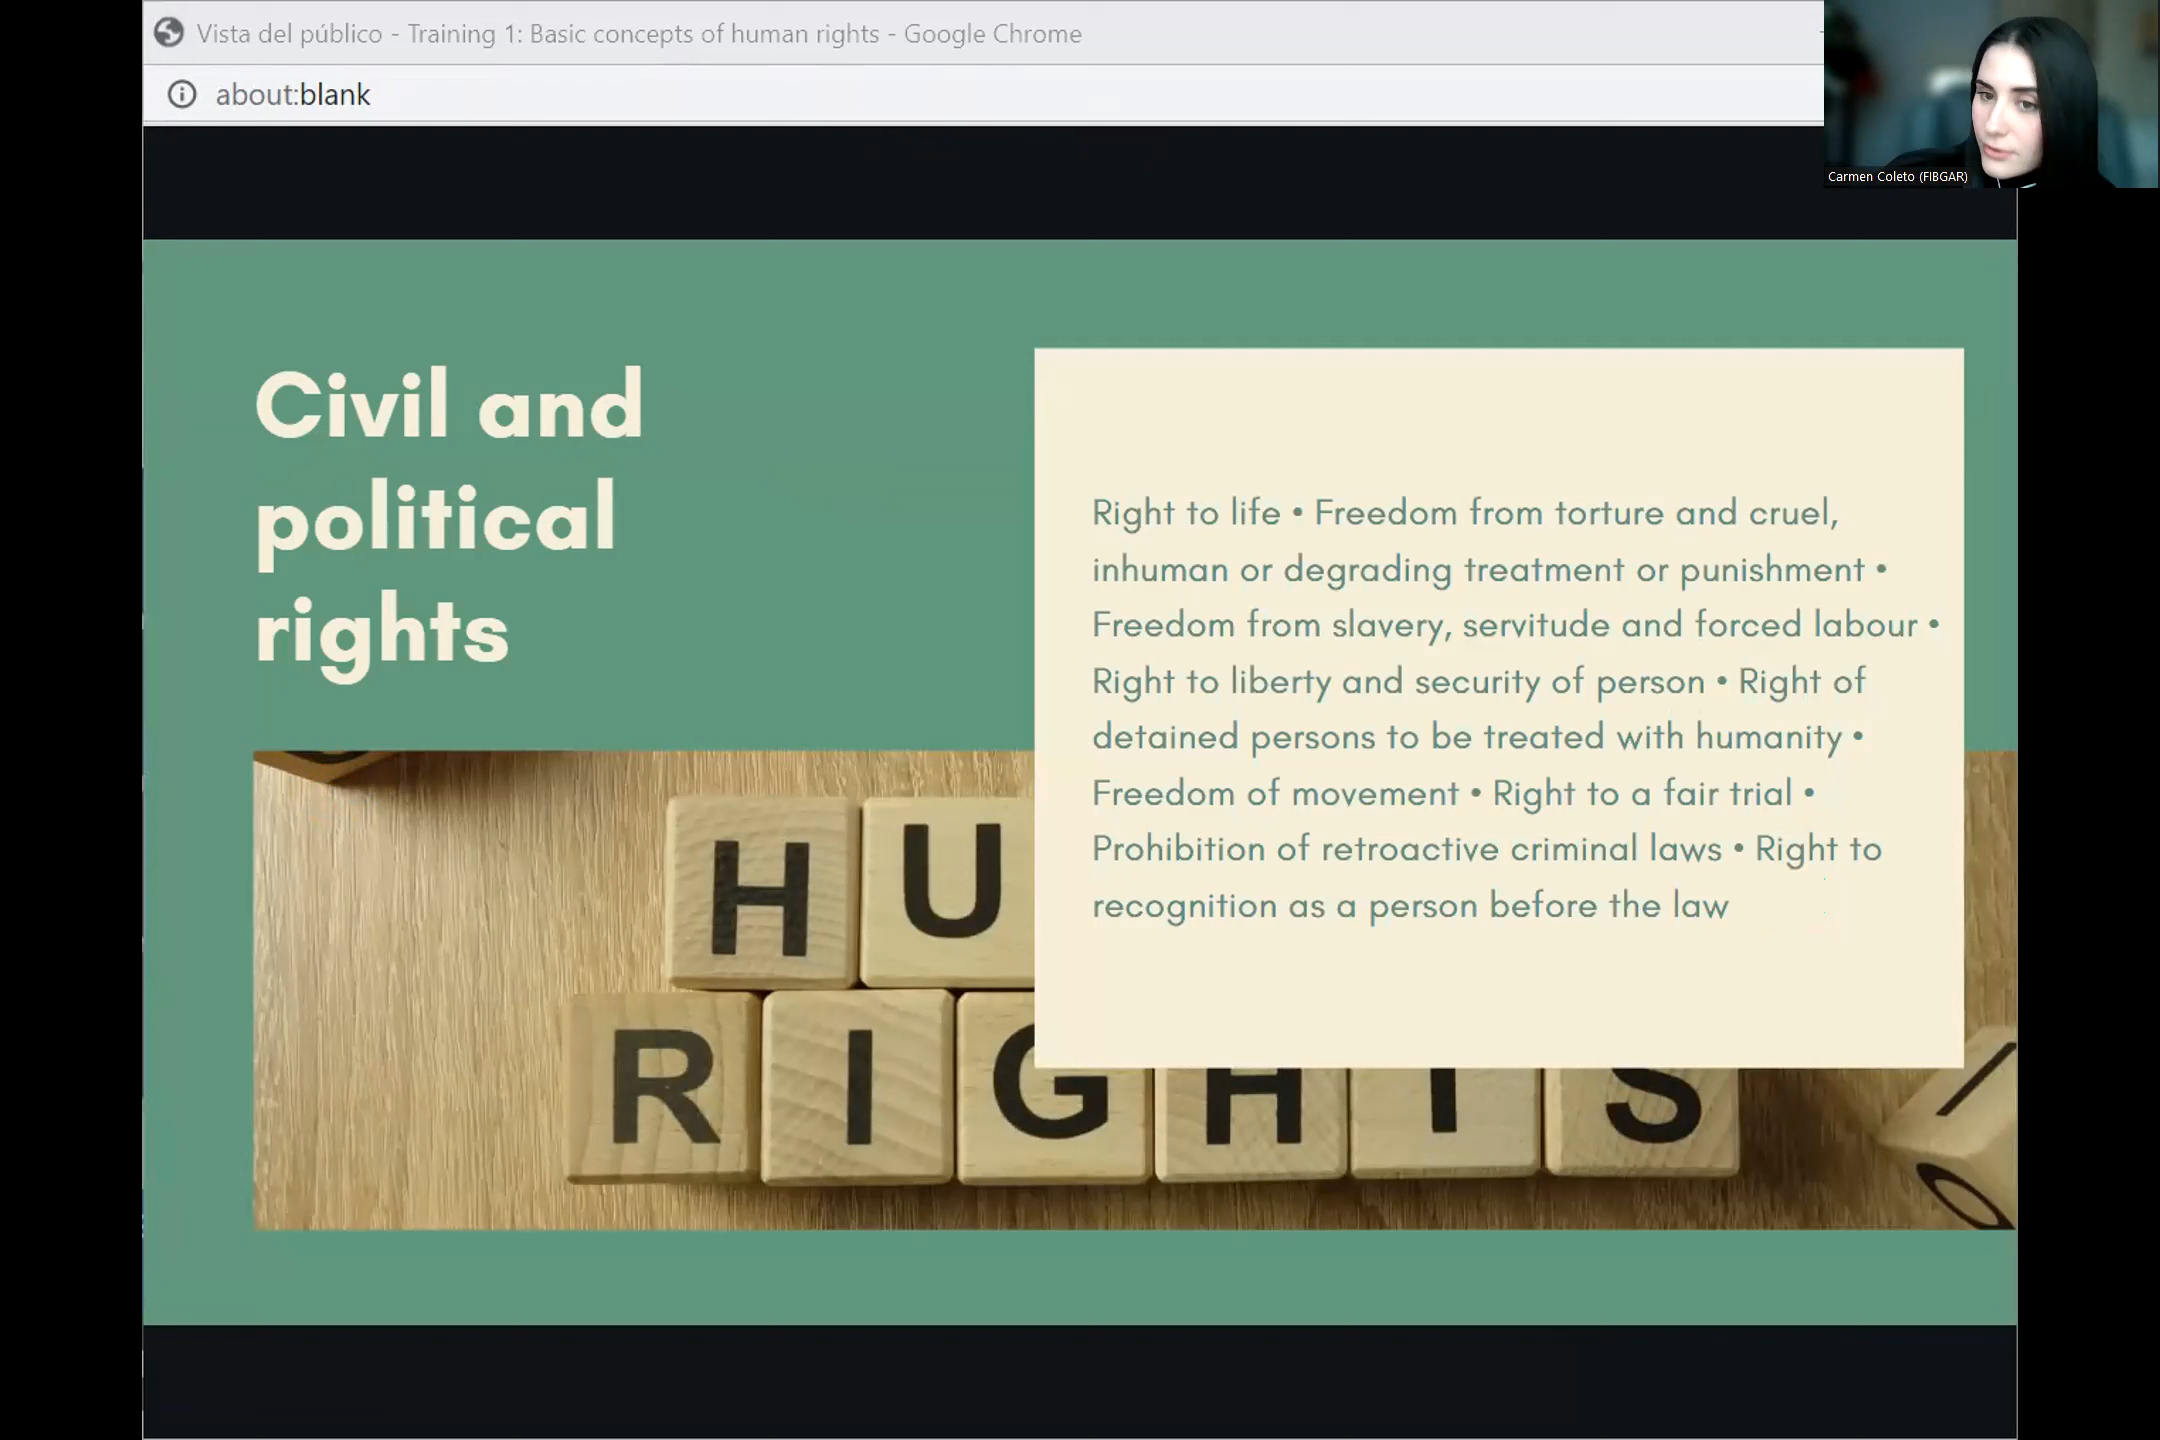 Vista del público - Training 1: Basic concepts of human rights - Google Chrome
about:blank
Carmen Coleto (FIBGAR)
Civil and
political
rights
Right to life • Freedom from torture and cruel,
inhuman or degrading treatment or punishment •
Freedom from slavery, servitude and forced labour •
Right to liberty and security of person • Right of
detained persons to be treated with humanity •
Freedom of movement • Right to a fair trial •
Prohibition of retroactive criminal laws • Right to
recognition as a person before the law
HU
RIGHTS